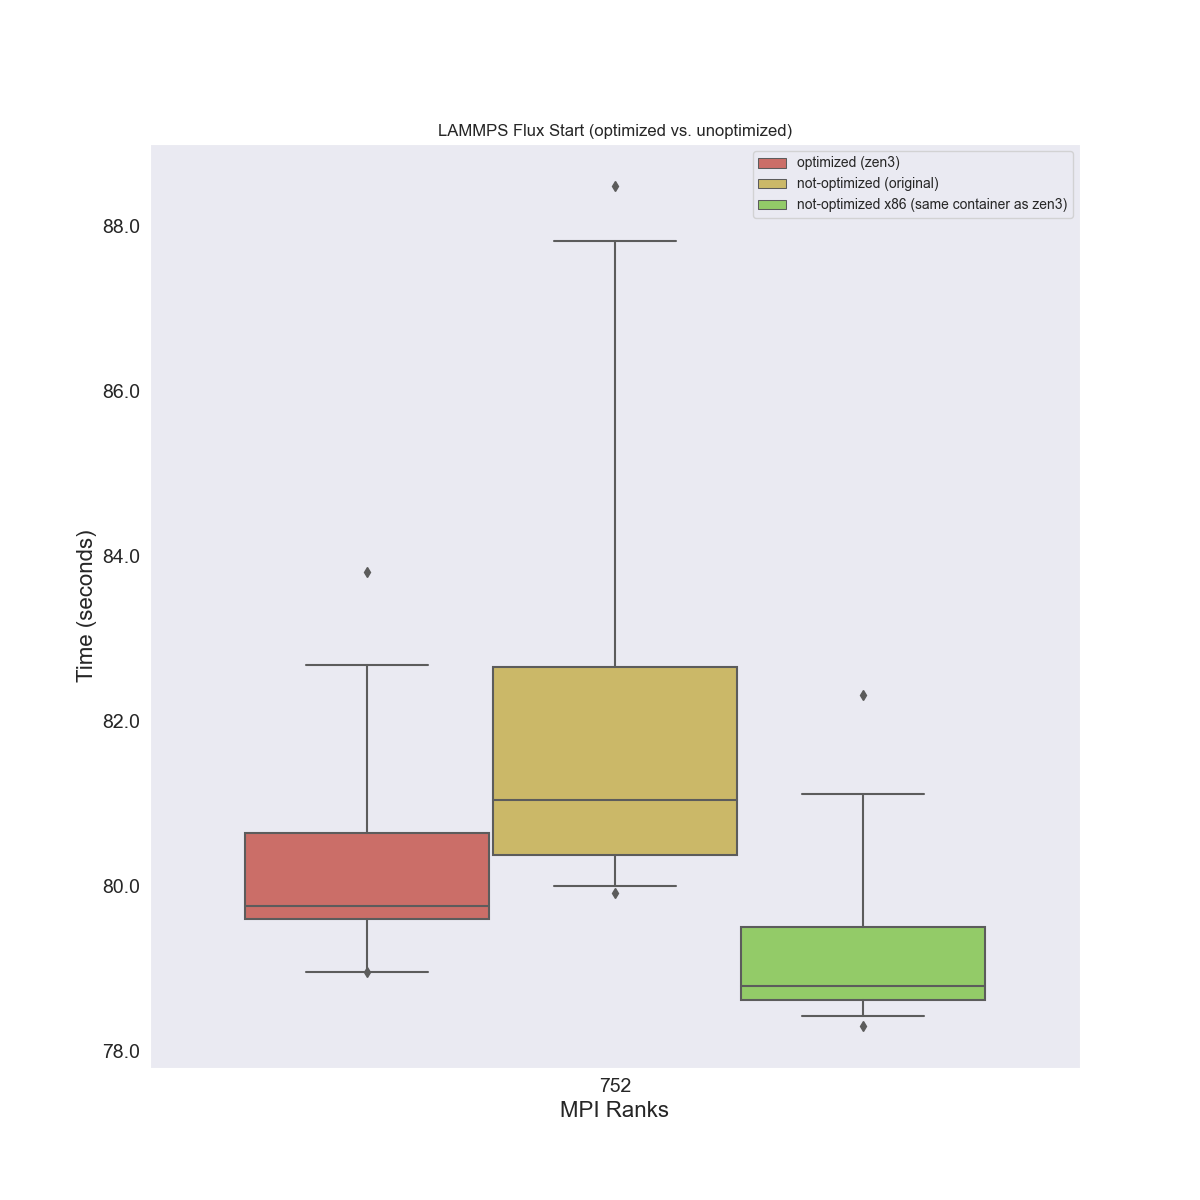 LAMMPS Flux Start (optimized vs. unoptimized)
optimized (zen3)
not-optimized (original)
not-optimized x86 (same container as zen3)
88.0
86.0
84.0
82.0
80.0
78.0
Time (seconds)
752
MPI Ranks